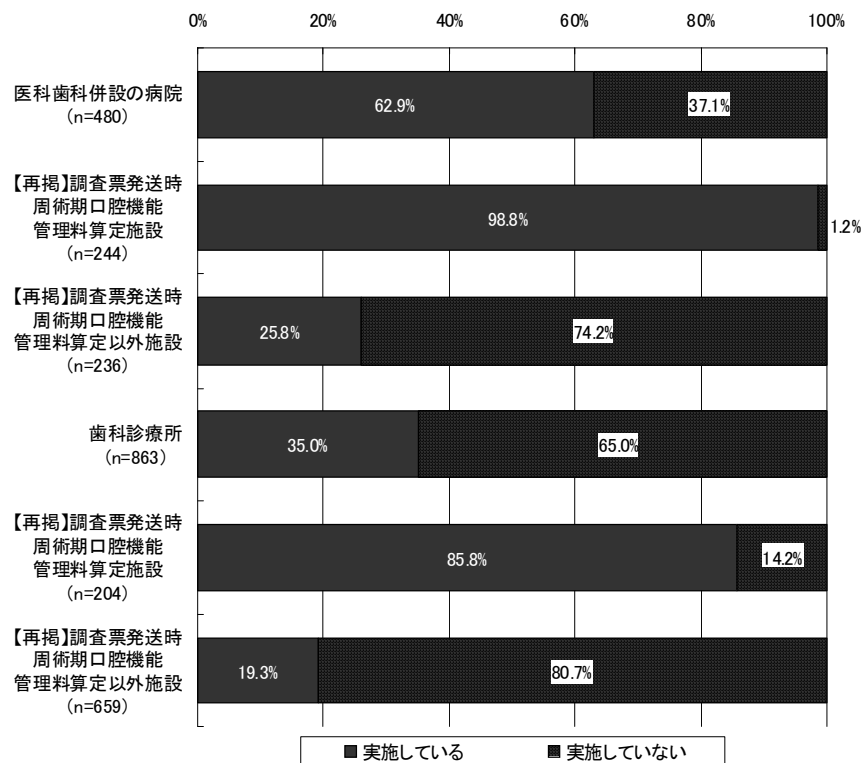 0% 20% 40% 60% 80% 100%
医科歯科併設の病院
(n=480)
62.9% 37.1%
【再掲】調査票発送時
周術期口腔機能
管理料算定施設
(n=244)
98.8% 1.2%
【再掲】調査票発送時
周術期口腔機能
管理料算定以外施設
(n=236)
25.8% 74.2%
歯科診療所
(n=863)
35.0% 65.0%
【再掲】調査票発送時
周術期口腔機能
管理料算定施設
(n=204)
85.8% 14.2%
【再掲】調査票発送時
周術期口腔機能
管理料算定以外施設
(n=659)
19.3% 80.7%
実施している 実施していない